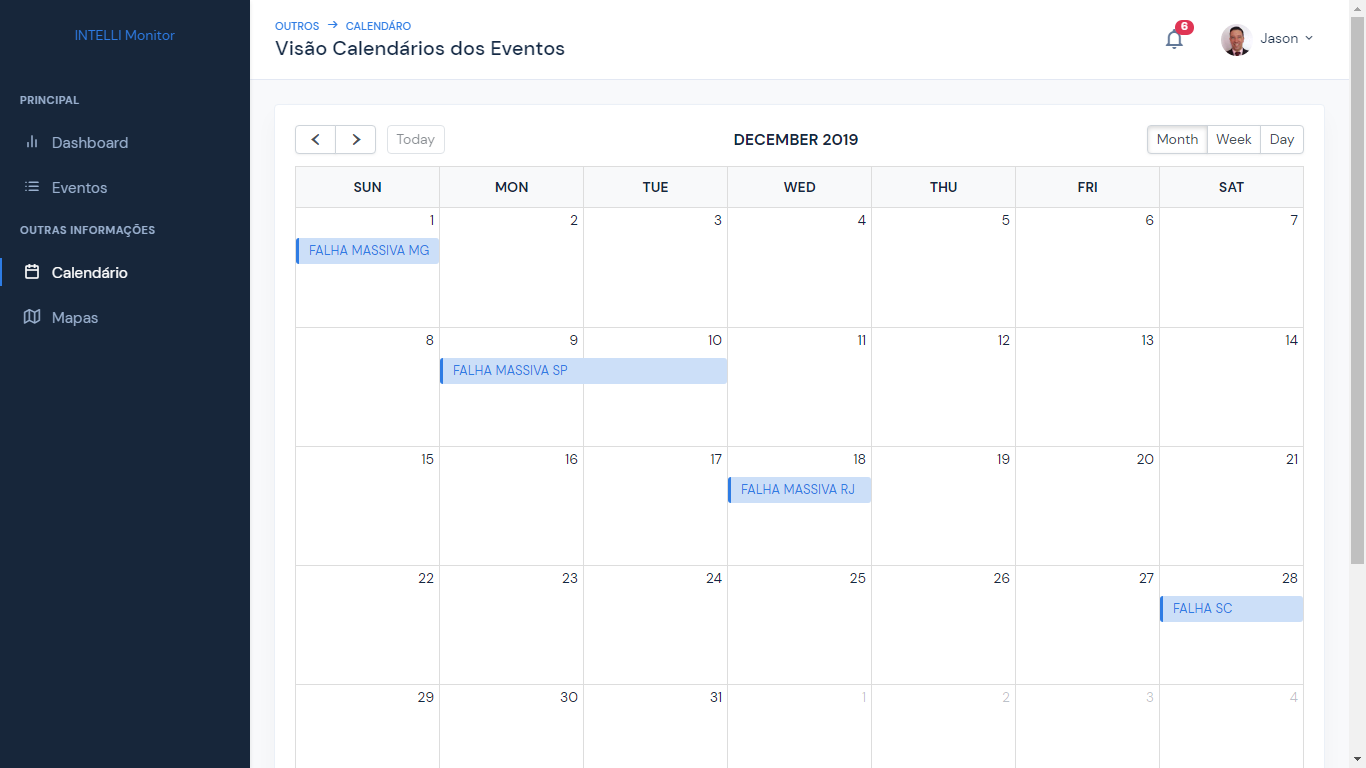 INTELLI Monitor
PRINCIPAL
Dashboard
Eventos
OUTRAS INFORMAÇÕES
Calendário
Mapas
OUTROS → CALENDÁRO
Visão Calendários dos Eventos
6
Jason
Today
DECEMBER 2019
Month Week Day
SUN MON TUE WED THU FRI SAT
1 2 3 4 5 6 7
FALHA MASSIVA MG
8 9 10 11 12 13 14
FALHA MASSIVA SP
15 16 17 18 19 20 21
FALHA MASSIVA RJ
22 23 24 25 26 27 28
FALHA SC
29 30 31 1 2 3 4